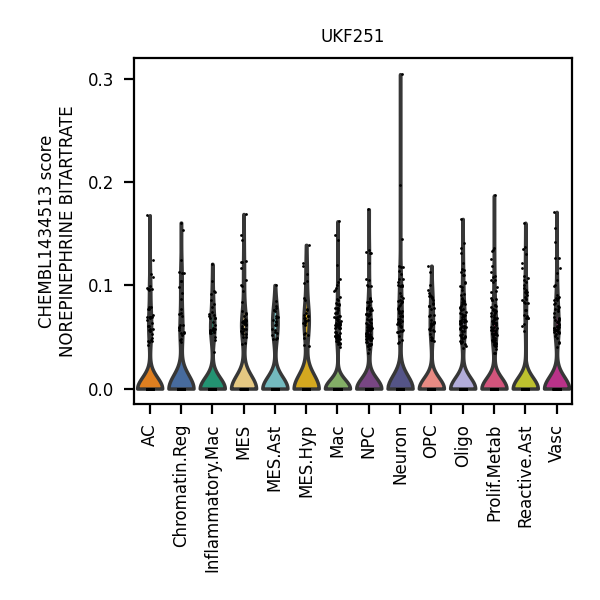 UKF251
CHEMBL1434513 score
NOREPINEPHRINE BITARTRATE
0.3
0.2
0.1
0.0
AC
Chromatin.Reg
Inflammatory.Mac
MES
MES.Ast
MES.Hyp
Mac
NPC
Neuron
OPC
Oligo
Prolif.Metab
Reactive.Ast
Vasc